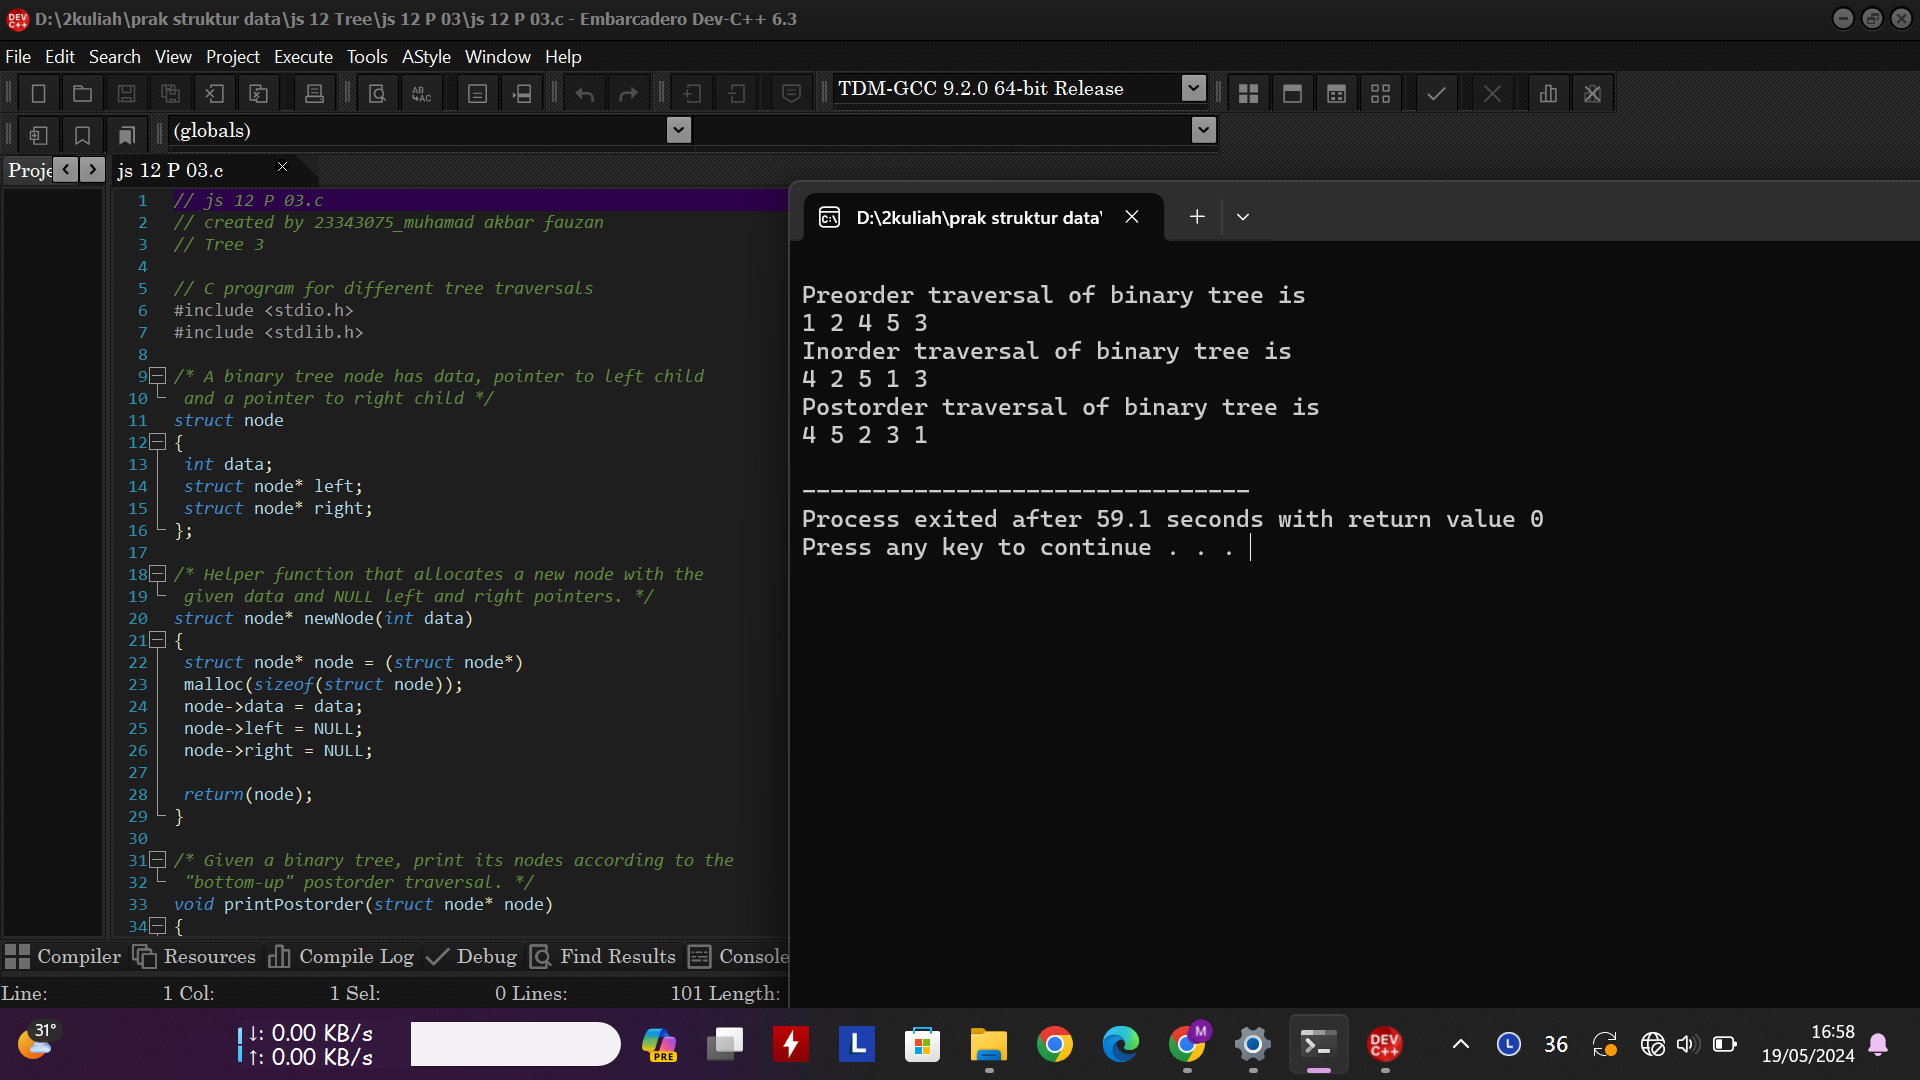 D:\2kuliah\prak struktur data\js 12 Tree\js 12 P 03\js 12 P 03.c - Embarcadero Dev-C++ 6.3
File Edit Search View Project Execute Tools AStyle Window Help
TDM-GCC 9.2.0 64-bit Release
(globals)
Proje
js 12 P 03.c
1 // js 12 P 03.c
2 // created by 23343075_muhamad akbar fauzan
3 // Tree 3
4
5 // C program for different tree traversals
6 #include <stdio.h>
7 #include <stdlib.h>
8
9 /* A binary tree node has data, pointer to left child
10 and a pointer to right child */
11 struct node
12 {
13 int data;
14 struct node* left;
15 struct node* right;
16 };
17
18 /* Helper function that allocates a new node with the
19 given data and NULL left and right pointers. */
20 struct node* newNode(int data)
21 {
22 struct node* node = (struct node*)
23 malloc(sizeof(struct node));
24 node->data = data;
25 node->left = NULL;
26 node->right = NULL;
27
28 return(node);
29 }
30
31 /* Given a binary tree, print its nodes according to the
32 "bottom-up" postorder traversal. */
33 void printPostorder(struct node* node)
34 {
D:\2kuliah\prak struktur data\
Preorder traversal of binary tree is
1 2 4 5 3
Inorder traversal of binary tree is
4 2 5 1 3
Postorder traversal of binary tree is
4 5 2 3 1
--------------------------------
Process exited after 59.1 seconds with return value 0
Press any key to continue . . .
Compiler Resources Compile Log Debug Find Results Console
Line: 1 Col: 1 Sel: 0 Lines: 101 Length:
31°
↓: 0.00 KB/s
↑: 0.00 KB/s
PRE
L
M
DEV C++
L
36
16:58
19/05/2024